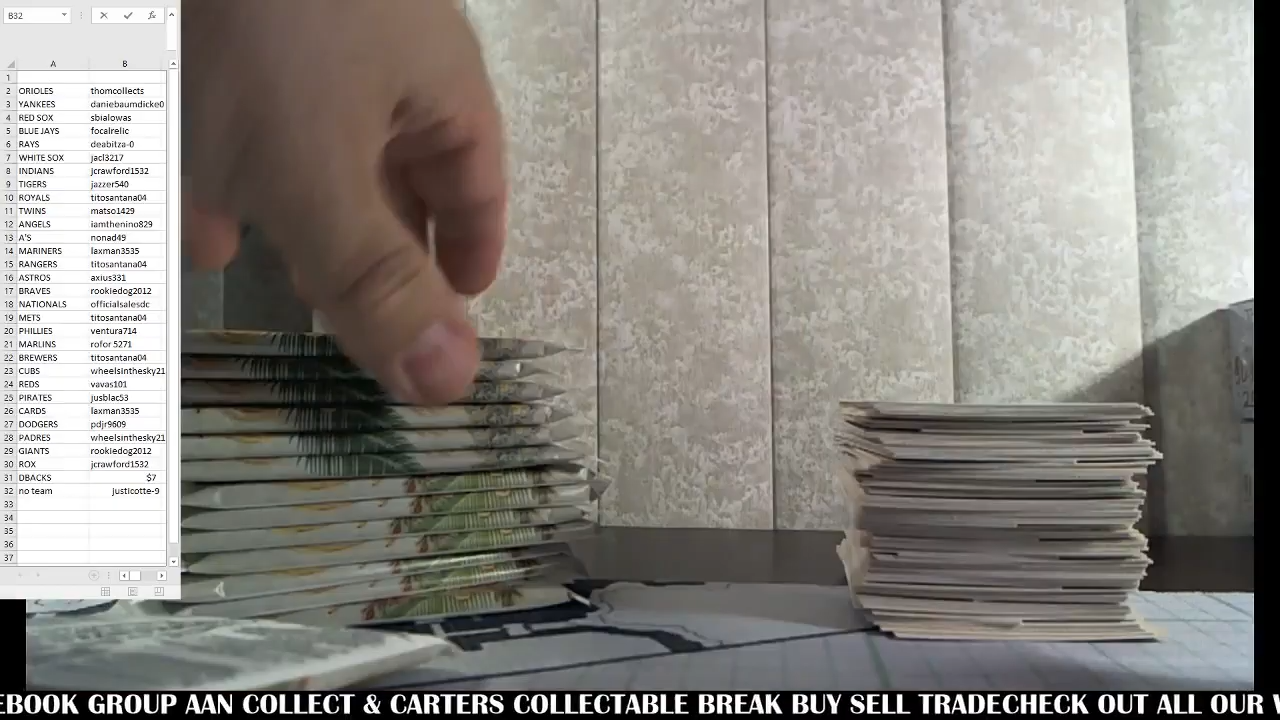 B32
A B
1
2 ORIOLES thomcollects
3 YANKEES daniebaumdicke0
4 RED SOX sbialowas
5 BLUE JAYS focalrelic
6 RAYS deabitza-0
7 WHITE SOX jacl3217
8 INDIANS jcrawford1532
9 TIGERS jazzer540
10 ROYALS titosantana04
11 TWINS matso1429
12 ANGELS iamthenino829
13 A'S nonad49
14 MARINERS laxman3535
15 RANGERS titosantana04
16 ASTROS axius331
17 BRAVES rookiedog2012
18 NATIONALS officialsalesdc
19 METS titosantana04
20 PHILLIES ventura714
21 MARLINS rofor5271
22 BREWERS titosantana04
23 CUBS wheelsinthesky21
24 REDS vavas101
25 PIRATES jusblac53
26 CARDS laxman3535
27 DODGERS pdjr9609
28 PADRES wheelsinthesky21
29 GIANTS rookiedog2012
30 ROX jcrawford1532
31 DBACKS $7
32 no team justicotte-9
33
34
35
36
37
EBOOK GROUP AAN COLLECT & CARTERS COLLECTABLE BREAK BUY SELL TRADECHECK OUT ALL OUR